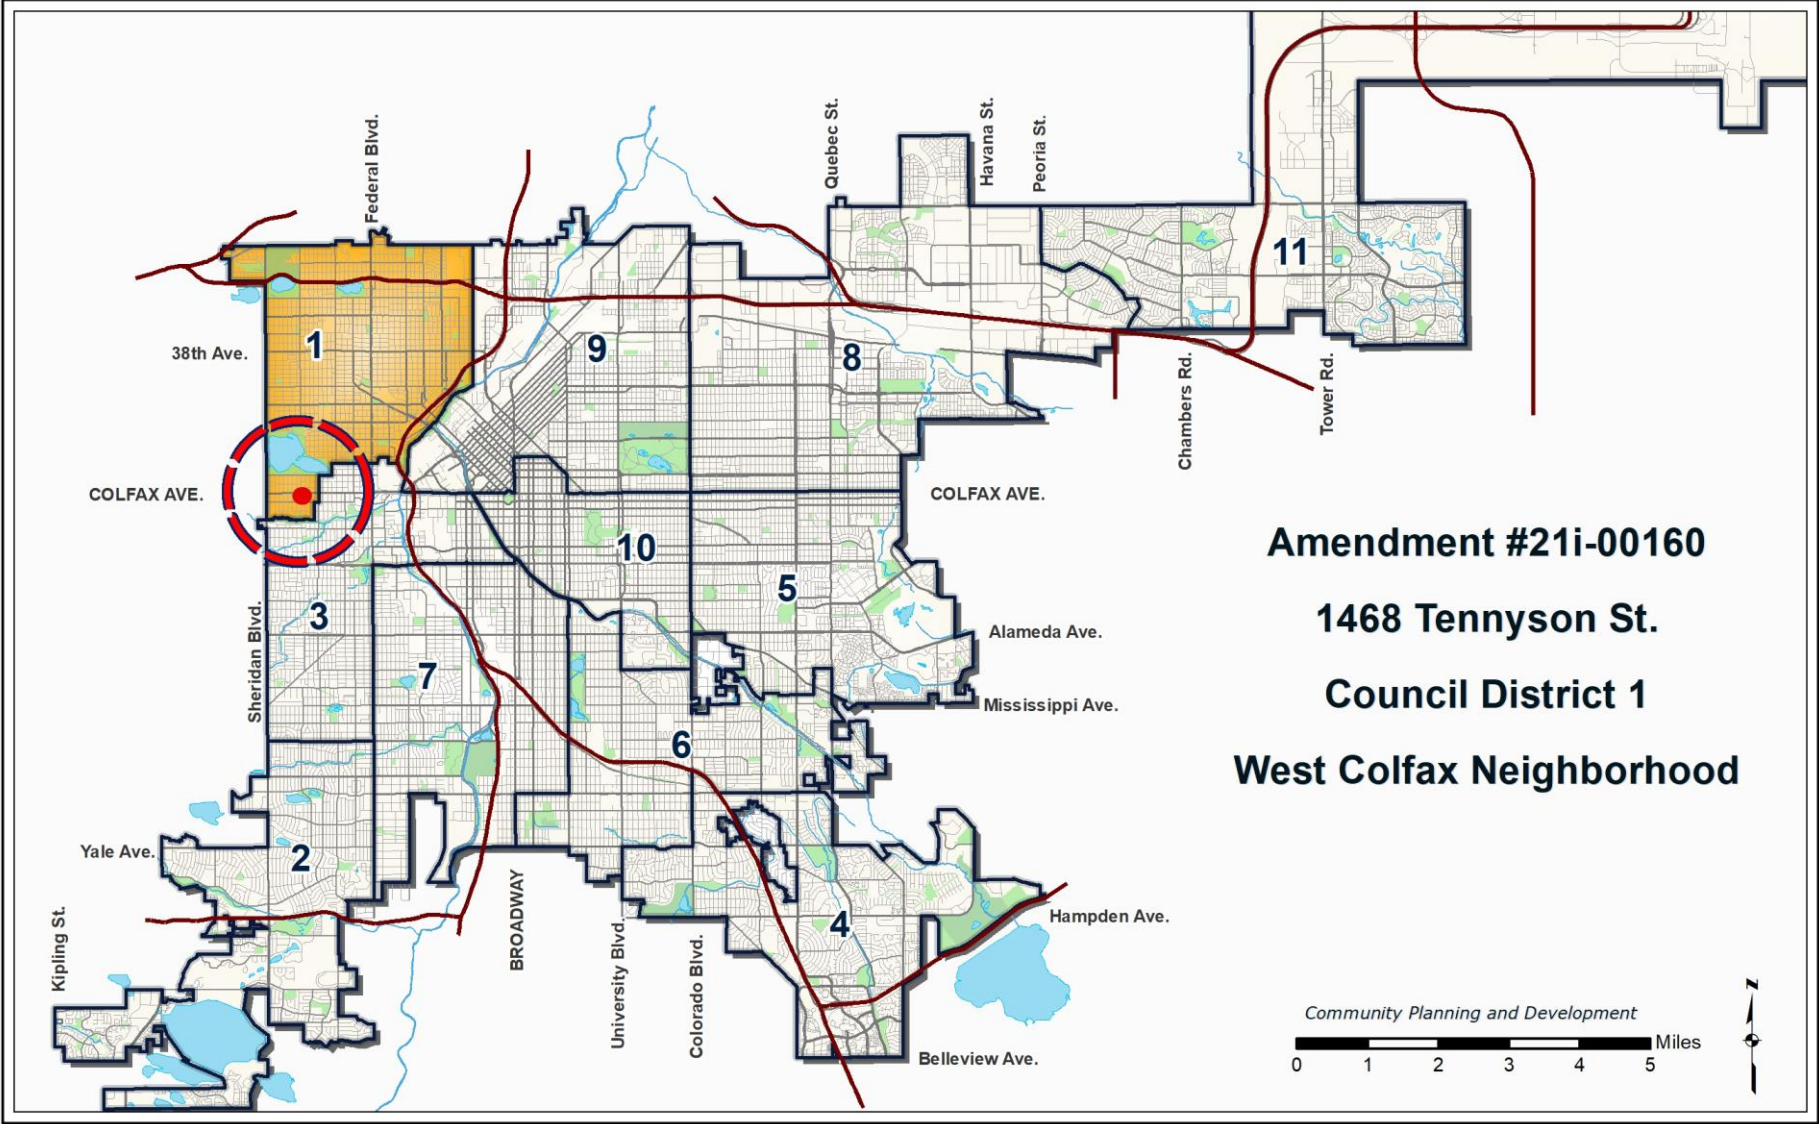 Federal Blvd.
Quebec St.
Havana St.
Peoria St.
11
1
9
8
38th Ave.
Chambers Rd.
Tower Rd.
COLFAX AVE.
COLFAX AVE.
10
5
3
7
6
Sheridan Blvd.
Alameda Ave.
Mississippi Ave.
Amendment #21i-00160
1468 Tennyson St.
Council District 1
West Colfax Neighborhood
Yale Ave.
2
4
Kipling St.
BROADWAY
University Blvd.
Colorado Blvd.
Hampden Ave.
Belleview Ave.
Community Planning and Development
Miles
0 1 2 3 4 5
N